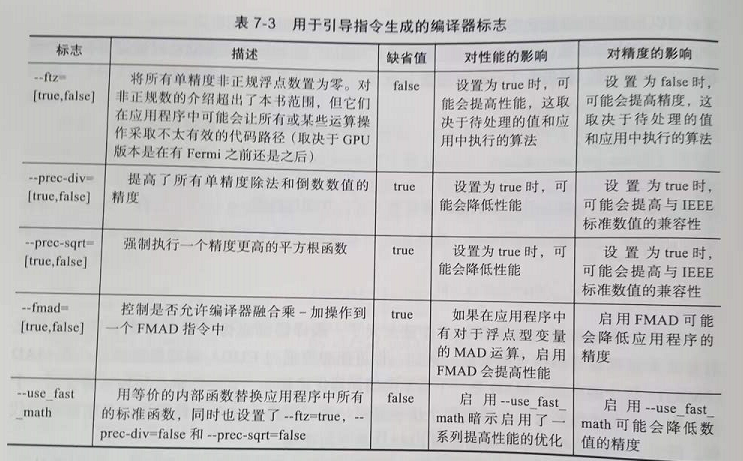 表 7-3 用于引导指令生成的编译器标志
标志 描述 缺省值 对性能的影响 对精度的影响
--ftz=
[true,false]
将所有单精度非正规浮点数置为零。对
非正规数的介绍超出了本书范围，但它们
在应用程序中可能会让所有或某些运算操
作采取不太有效的代码路径（取决于 GPU
版本是在有 Fermi 之前还是之后）
false
设置为 true 时，可
能会提高性能，这取
决于待处理的值和应
用中执行的算法
设置为 false 时，
可能会提高精度，这
取决于待处理的值
和应用中执行的算法
--prec-div=
[true,false]
提高了所有单精度除法和倒数数值的
精度
true
设置为 true 时，可
能会降低性能
设置为 true 时，
可能会提高与 IEEE
标准数值的兼容性
--prec-sqrt=
[true,false]
强制执行一个精度更高的平方根函数
true
设置为 true 时，可
能会降低性能
设置为 true 时，
可能会提高与 IEEE
标准数值的兼容性
--fmad=
[true,false]
控制是否允许编译器融合乘－加操作到
一个 FMAD 指令中
true
如果在应用程序中
有对于浮点型变量
的 MAD 运算，启用
FMAD 会提高性能
启用 FMAD 可能
会降低应用程序的
精度
--use_fast
_math
用等价的内部函数替换应用程序中所有
的标准函数，同时也设置了 --ftz=true，--
prec-div=false 和 --prec-sqrt=false
false
启用 --use_fast_
math 暗示启用了一
系列提高性能的优化
启用 --use_fast_
math 可能会降低数
值的精度